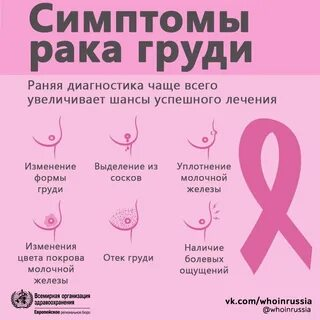 Симптомы
рака груди
Ранняя диагностика чаще всего
увеличивает шансы успешного лечения
Изменение
формы
груди
Выделение из
сосков
Уплотнение
молочной
железы
Изменения
цвета покрова
молочной
железы
Отек груди
Наличие
болевых
ощущений
Всемирная организация
здравоохранения
Европейское региональное бюро
vk.com/whoinrussia
@whoinrussia